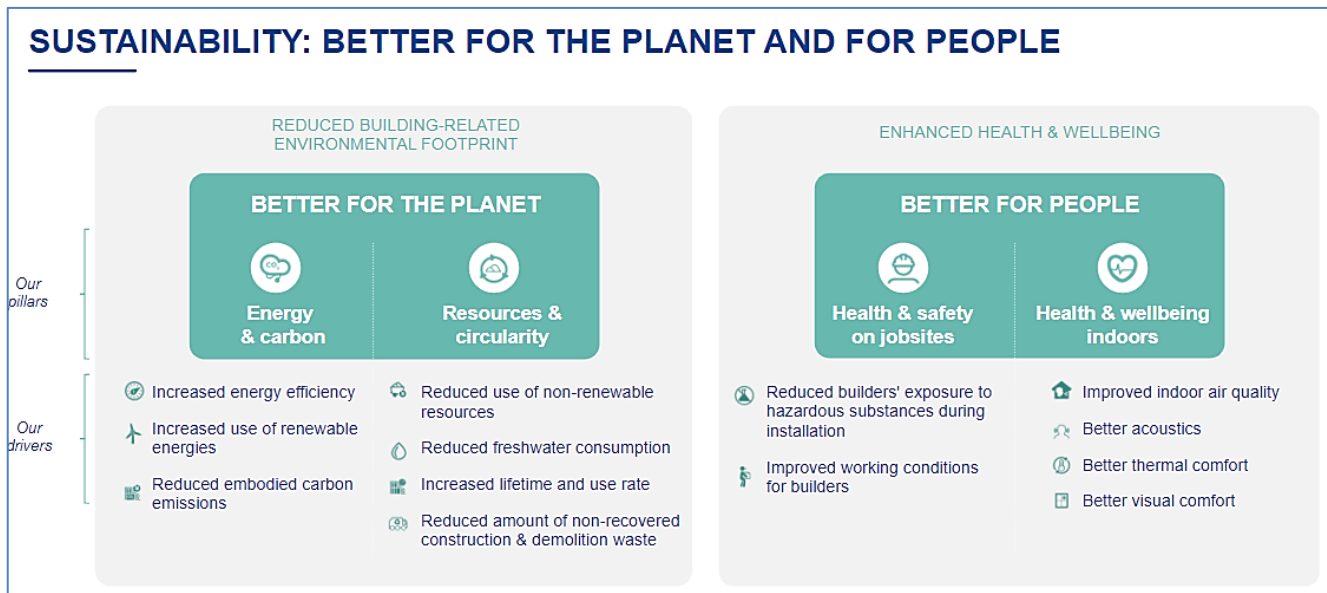 SUSTAINABILITY: BETTER FOR THE PLANET AND FOR PEOPLE
REDUCED BUILDING-RELATED
ENVIRONMENTAL FOOTPRINT
BETTER FOR THE PLANET
Our
pillars
CO₂
Energy
& carbon
Resources &
circularity
Our
drivers
Increased energy efficiency
Increased use of renewable
energies
Reduced embodied carbon
emissions
Reduced use of non-renewable
resources
Reduced freshwater consumption
Increased lifetime and use rate
Reduced amount of non-recovered
construction & demolition waste
ENHANCED HEALTH & WELLBEING
BETTER FOR PEOPLE
Health & safety
on jobsites
Health & wellbeing
indoors
Reduced builders' exposure to
hazardous substances during
installation
Improved working conditions
for builders
Improved indoor air quality
Better acoustics
Better thermal comfort
Better visual comfort